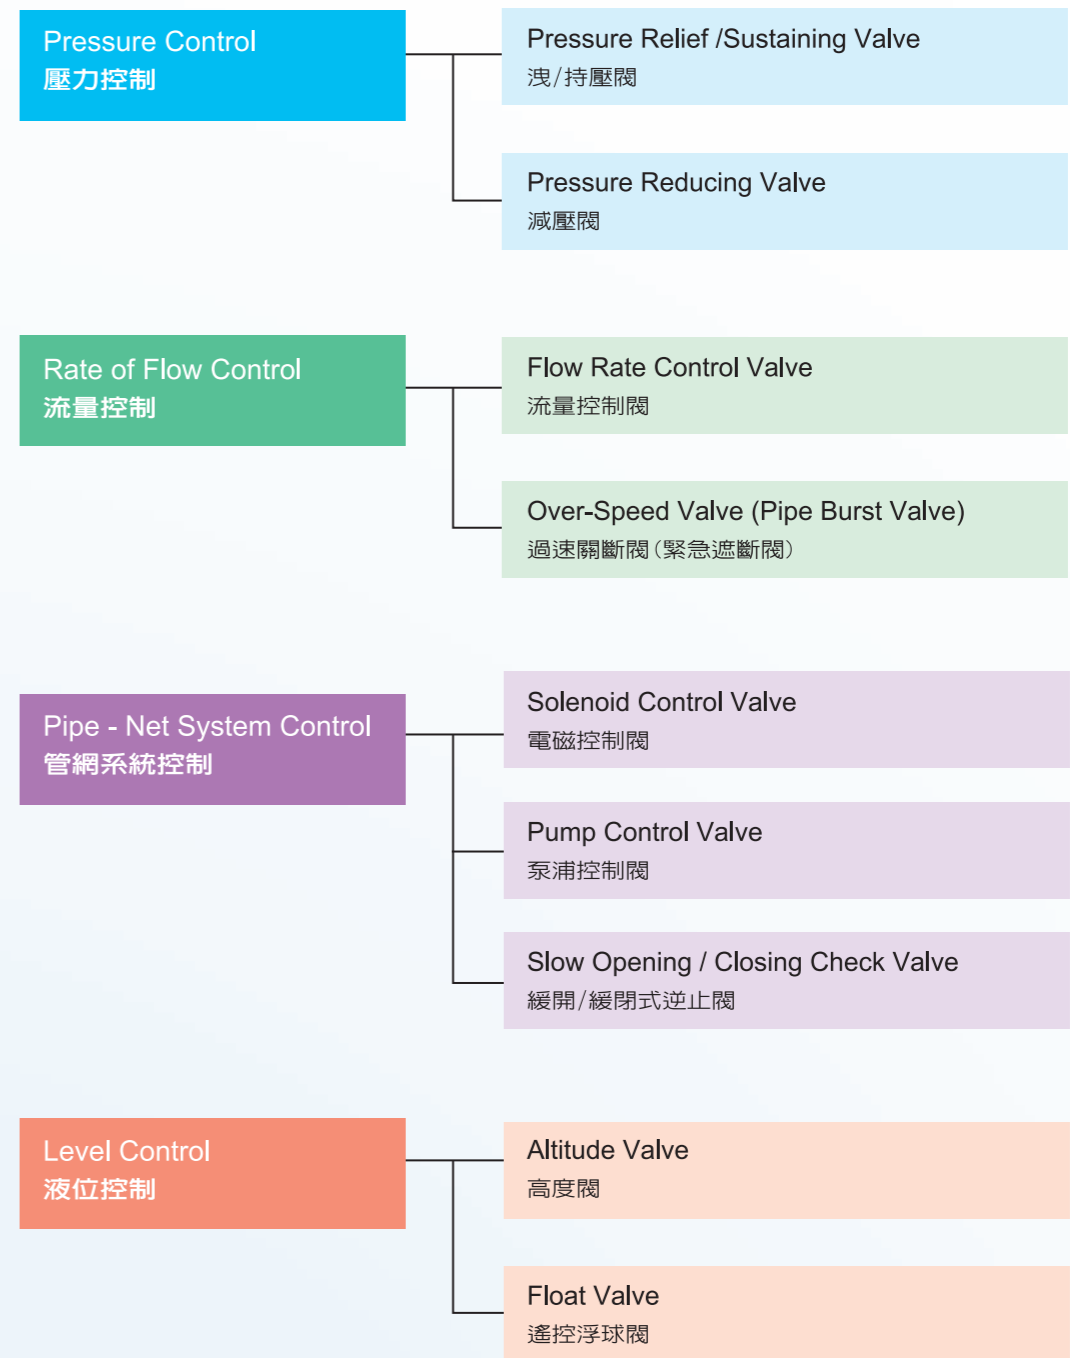 Pressure Control
壓力控制
Pressure Relief /Sustaining Valve
洩/持壓閥
Pressure Reducing Valve
減壓閥
Rate of Flow Control
流量控制
Flow Rate Control Valve
流量控制閥
Over-Speed Valve (Pipe Burst Valve)
過速關斷閥(緊急遮斷閥)
Pipe - Net System Control
管網系統控制
Solenoid Control Valve
電磁控制閥
Pump Control Valve
泵浦控制閥
Slow Opening / Closing Check Valve
緩開/緩閉式逆止閥
Level Control
液位控制
Altitude Valve
高度閥
Float Valve
遙控浮球閥